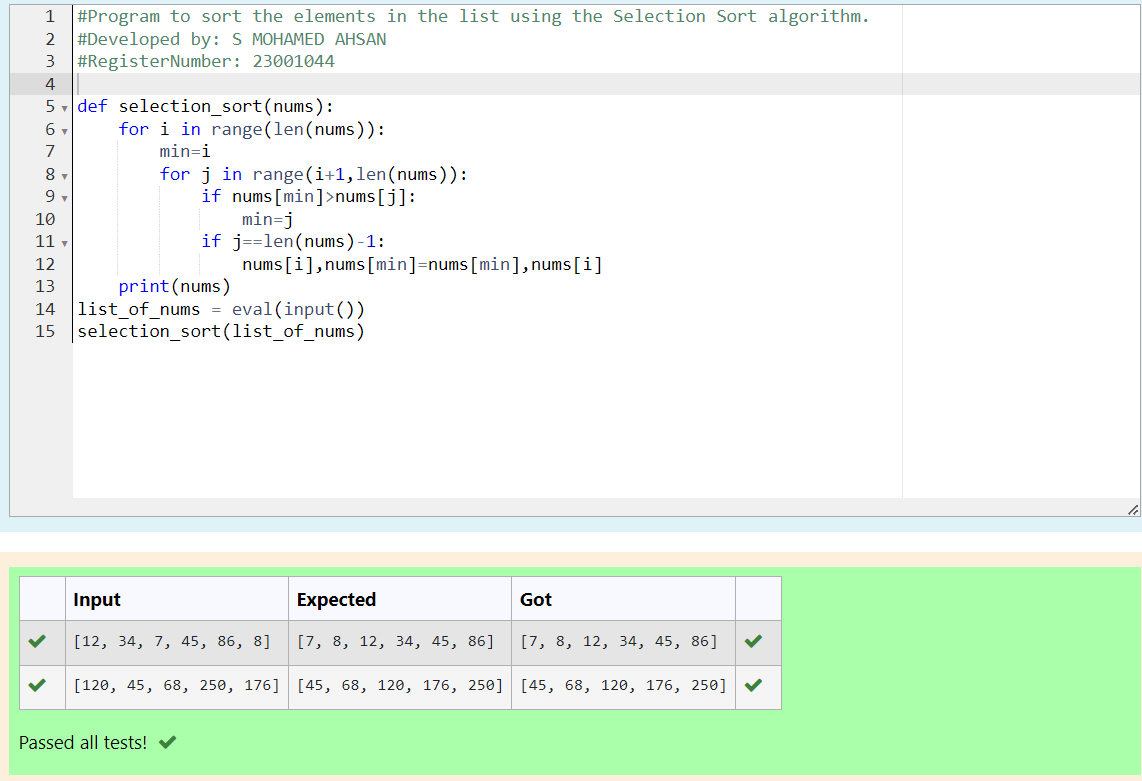 1 #Program to sort the elements in the list using the Selection Sort algorithm.
2 #Developed by: S MOHAMED AHSAN
3 #RegisterNumber: 23001044
4
5 def selection_sort(nums):
6     for i in range(len(nums)):
7         min=i
8         for j in range(i+1,len(nums)):
9             if nums[min]>nums[j]:
10                 min=j
11             if j==len(nums)-1:
12                 nums[i],nums[min]=nums[min],nums[i]
13     print(nums)
14 list_of_nums = eval(input())
15 selection_sort(list_of_nums)
Input Expected Got
[12, 34, 7, 45, 86, 8] [7, 8, 12, 34, 45, 86] [7, 8, 12, 34, 45, 86]
[120, 45, 68, 250, 176] [45, 68, 120, 176, 250] [45, 68, 120, 176, 250]
Passed all tests!